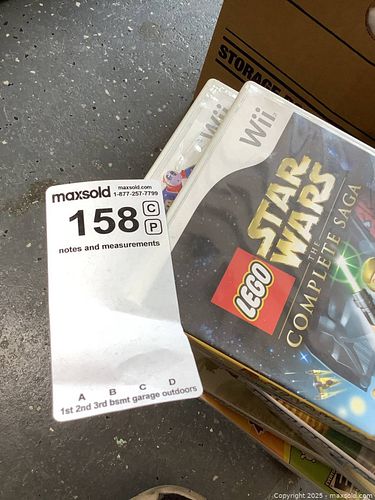 STORAGE
Wii
Wii
maxsold maxsold.com
1-877-257-7799
158 C
P
notes and measurements
A B C D
1st 2nd 3rd bsmt garage outdoors
STAR
WARS
THE
COMPLETE SAGA
LEGO
Copyright 2025 - maxsold.com